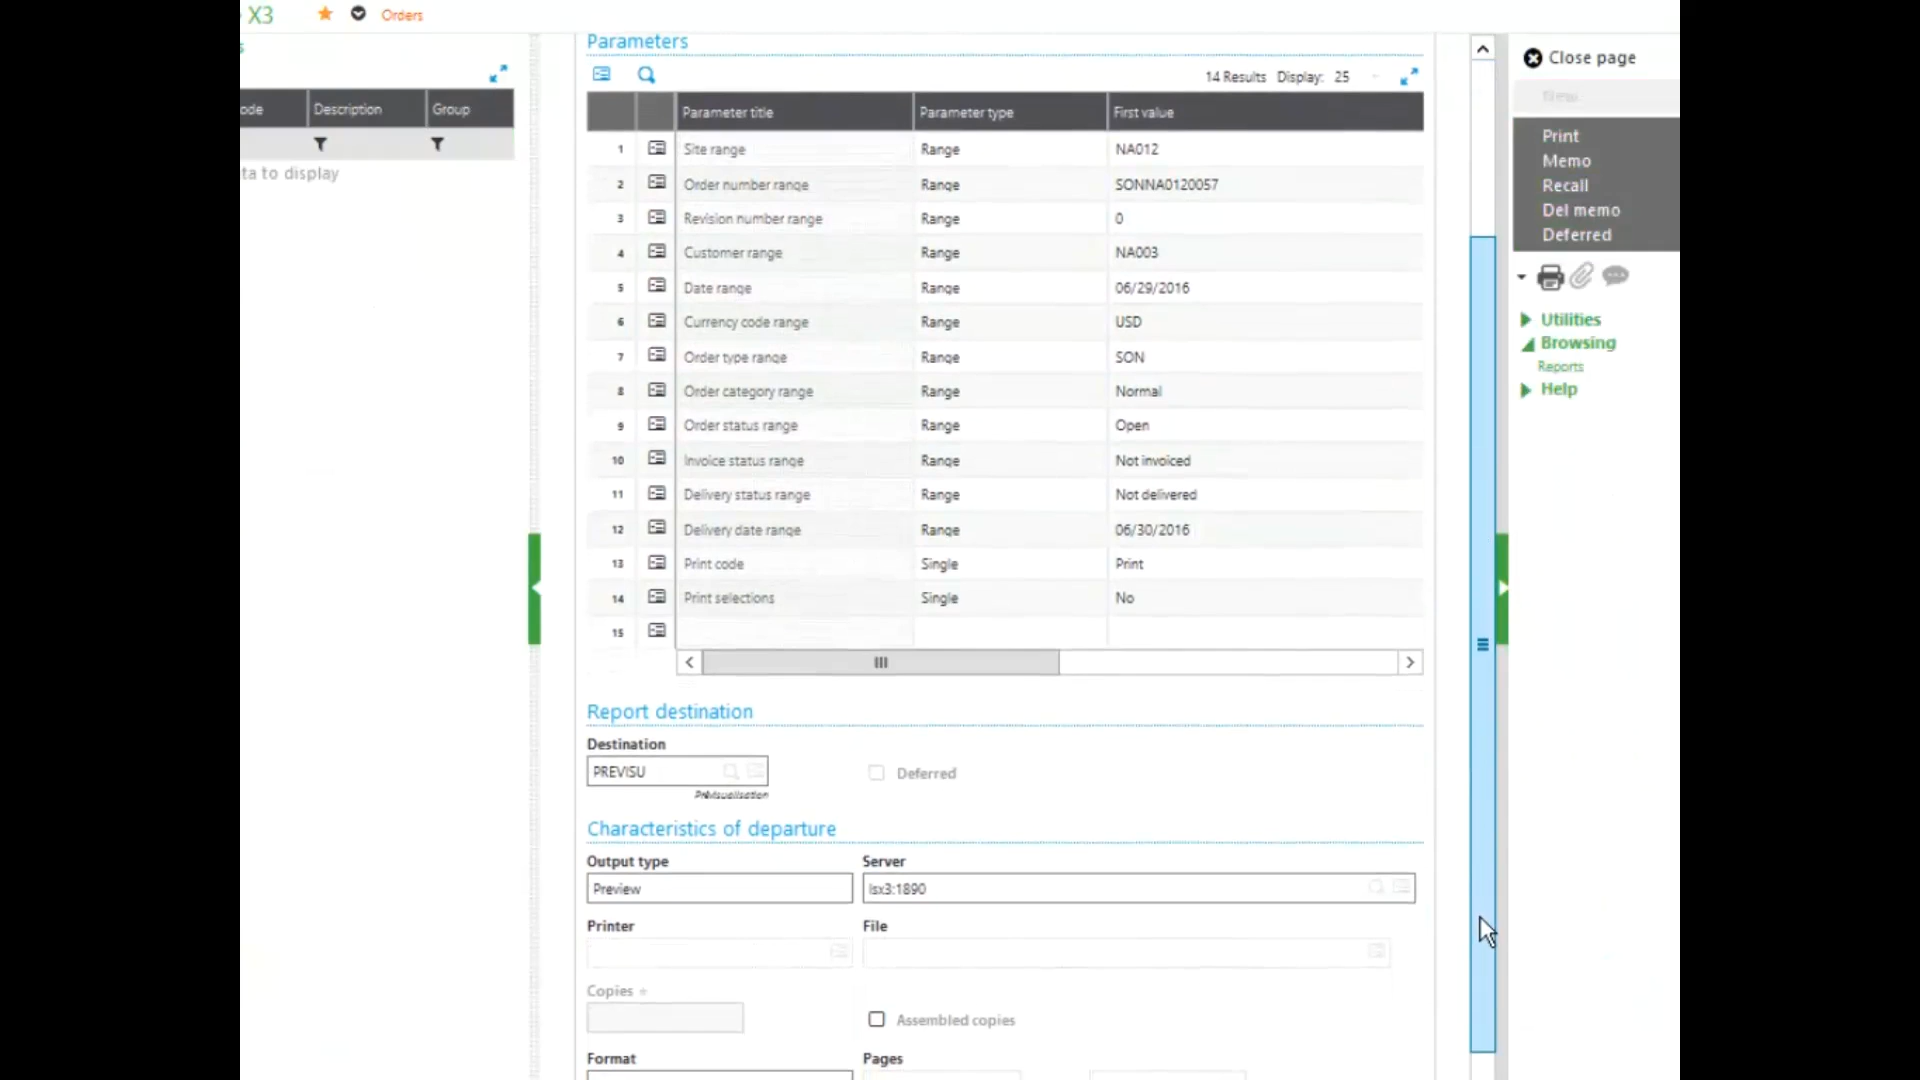 X3
Orders
s
ode Description Group
ta to display
Parameters
14 Results Display: 25
Parameter title Parameter type First value
1 Site range Range NA012
2 Order number range Range SONNA0120057
3 Revision number range Range 0
4 Customer range Range NA003
5 Date range Range 06/29/2016
6 Currency code range Range USD
7 Order type range Range SON
8 Order category range Range Normal
9 Order status range Range Open
10 Invoice status range Range Not invoiced
11 Delivery status range Range Not delivered
12 Delivery date range Range 06/30/2016
13 Print code Single Print
14 Print selections Single No
15
Report destination
Destination
PREVISU
Deferred
Characteristics of departure
Output type Server
Preview lsx3:1890
Printer File
Copies *
Assembled copies
Format Pages
Close page
New
Print
Memo
Recall
Del memo
Deferred
Utilities
Browsing
Reports
Help